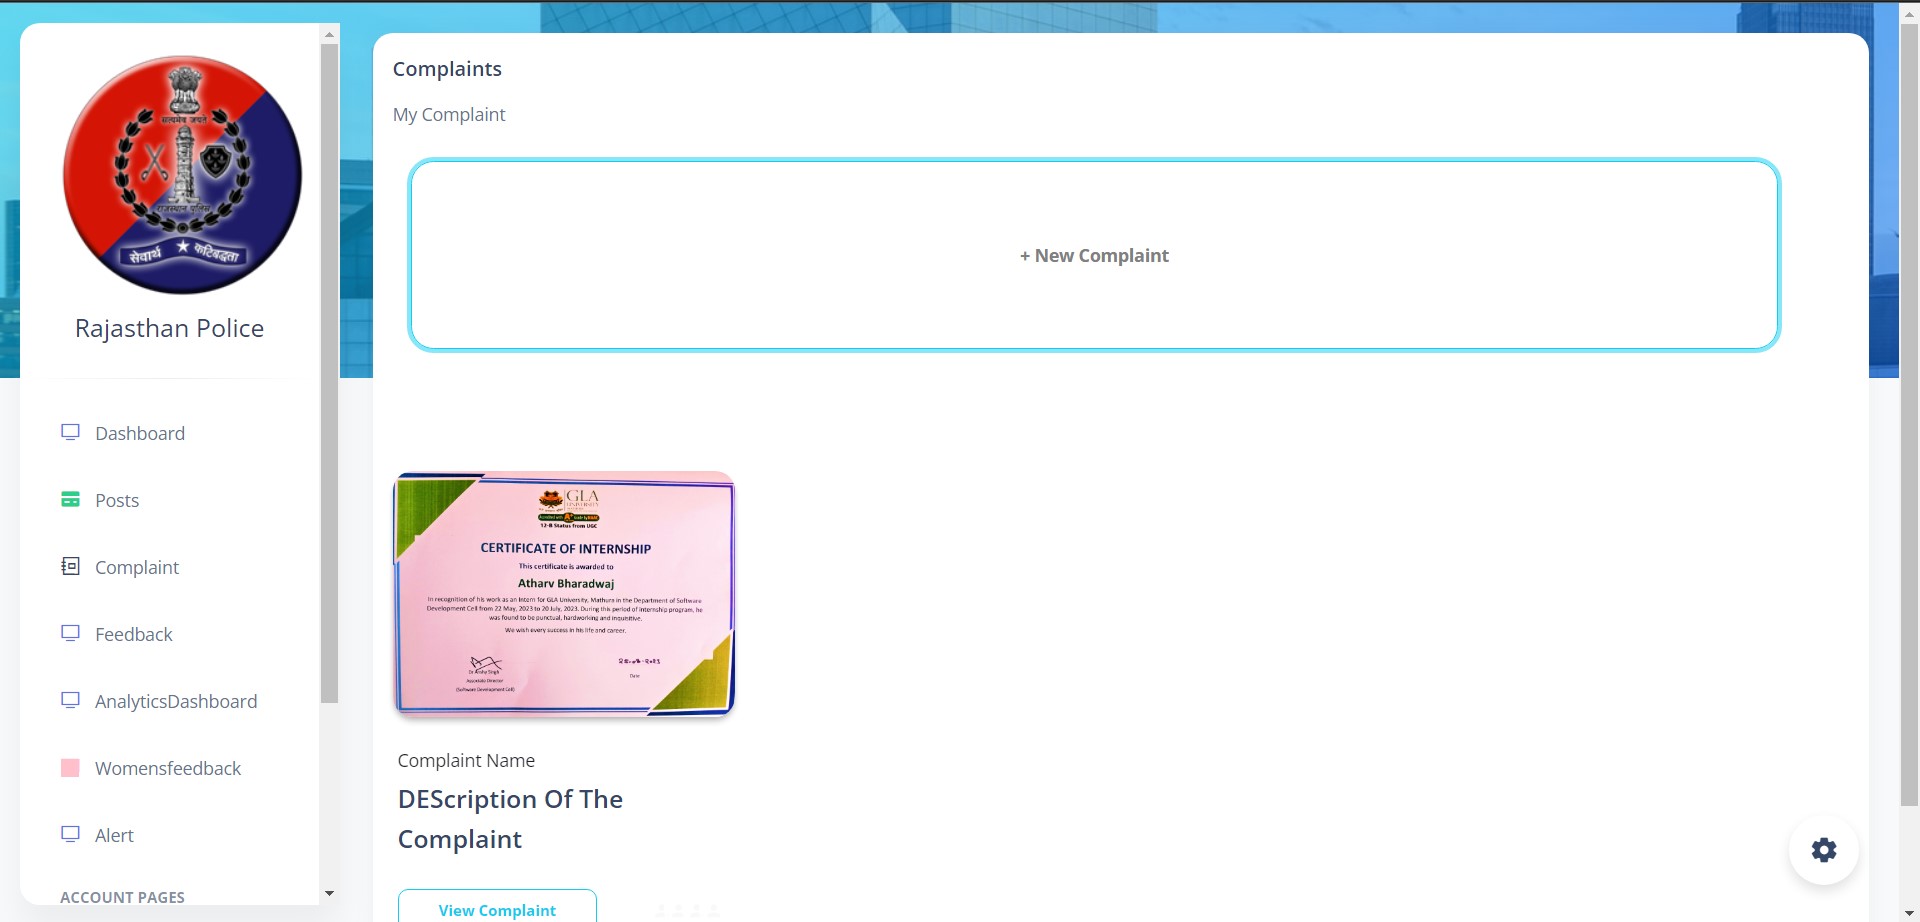 सत्यमेव जयते
राजस्थान पुलिस
सेवार्थ कटिबद्धता
Rajasthan Police
Dashboard
Posts
Complaint
Feedback
AnalyticsDashboard
Womensfeedback
Alert
ACCOUNT PAGES
Complaints
My Complaint
+ New Complaint
GLA
UNIVERSITY
12-B Status from UGC
CERTIFICATE OF INTERNSHIP
This certificate is awarded to
Atharv Bharadwaj
In recognition of his work as an Intern for GLA University, Mathura in the Department of Software
Development Cell from 22 May, 2023 to 20 July, 2023. During this period of internship program, he
was found to be punctual, hardworking and inquisitive.
We wish every success in his life and career.
Associate Director
(Software Development Cell)
Date
Complaint Name
DEScription Of The
Complaint
View Complaint